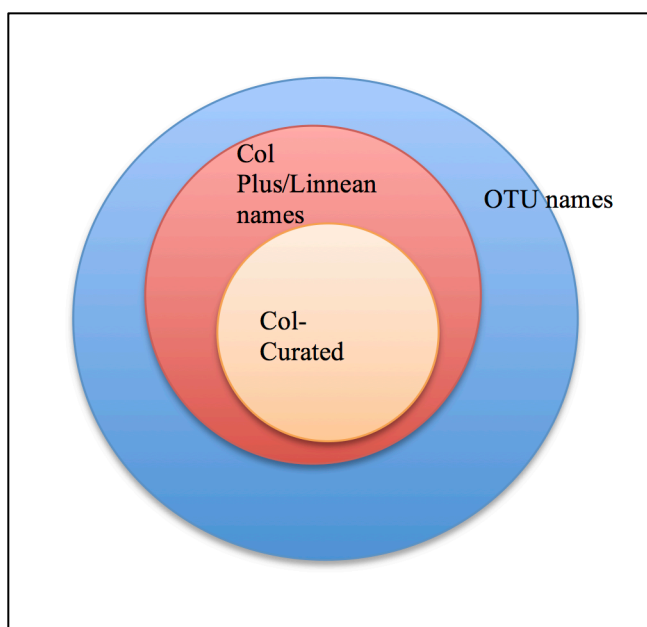 Col
Plus/Linnean
names
OTU names
Col-
Curated